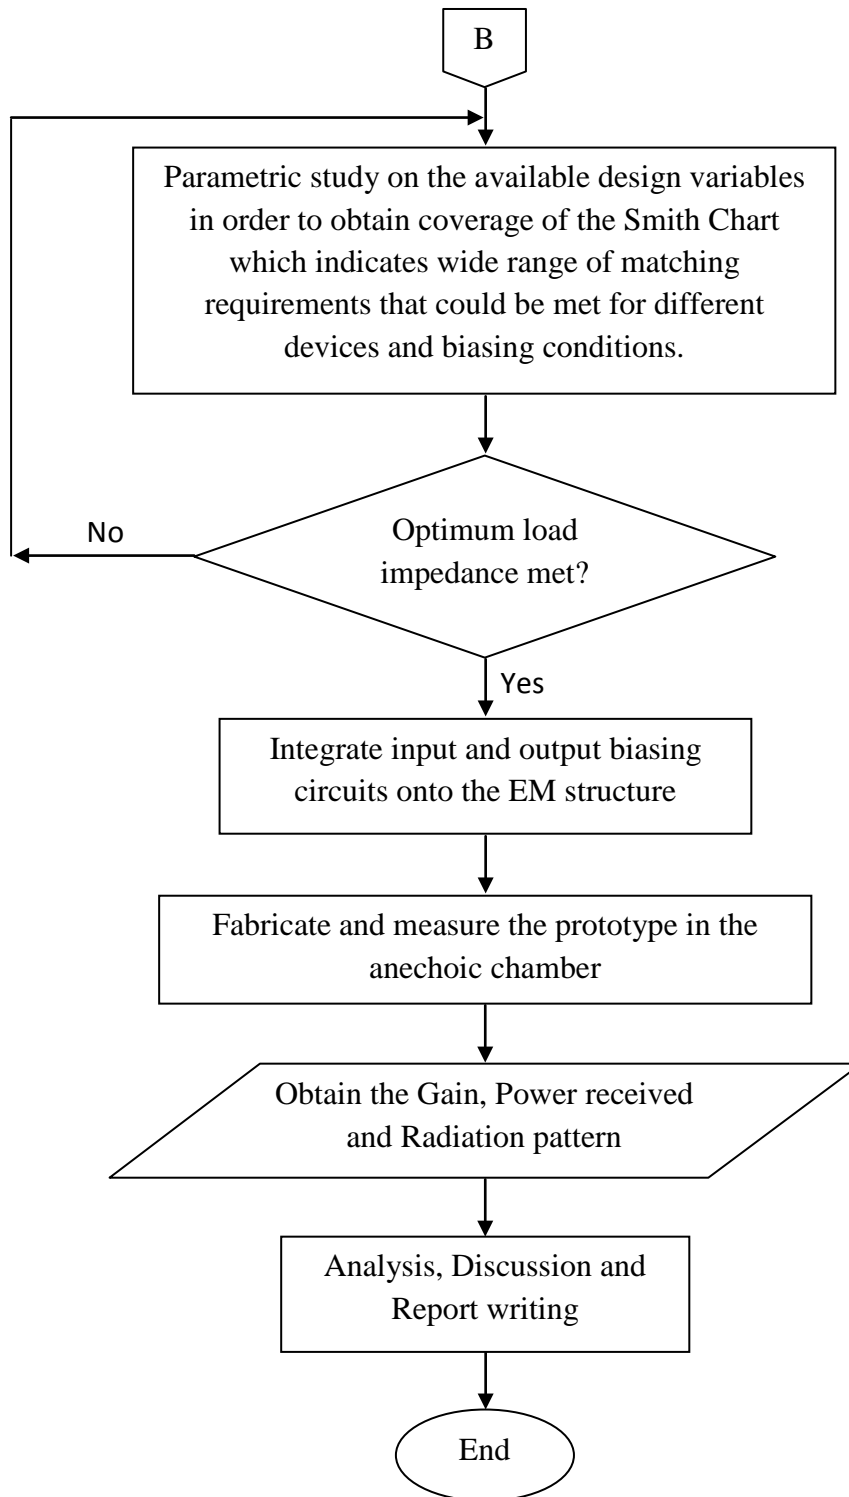 B
Parametric study on the available design variables
in order to obtain coverage of the Smith Chart
which indicates wide range of matching
requirements that could be met for different
devices and biasing conditions.
No
Optimum load
impedance met?
Yes
Integrate input and output biasing
circuits onto the EM structure
Fabricate and measure the prototype in the
anechoic chamber
Obtain the Gain, Power received
and Radiation pattern
Analysis, Discussion and
Report writing
End